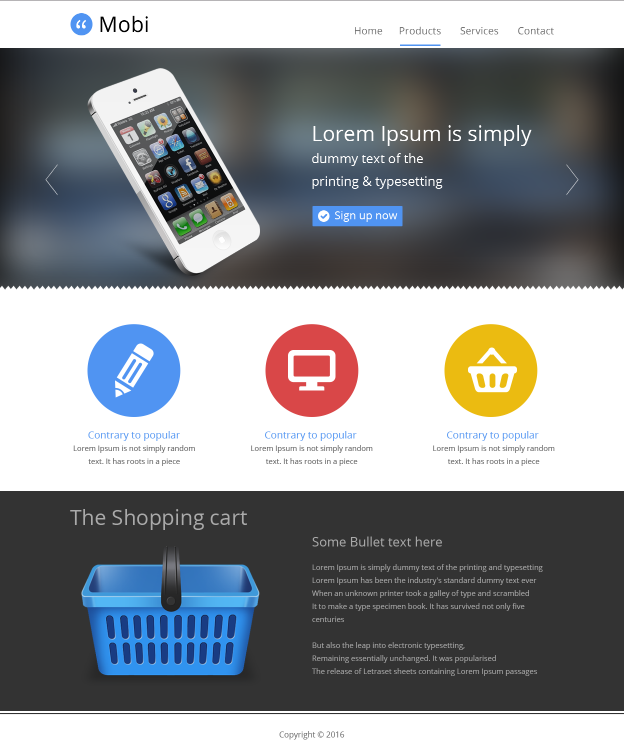 Mobi
Home Products Services Contact
Lorem Ipsum is simply
dummy text of the
printing & typesetting
Sign up now
Contrary to popular
Lorem Ipsum is not simply random
text. It has roots in a piece
Contrary to popular
Lorem Ipsum is not simply random
text. It has roots in a piece
Contrary to popular
Lorem Ipsum is not simply random
text. It has roots in a piece
The Shopping cart
Some Bullet text here
Lorem Ipsum is simply dummy text of the printing and typesetting
Lorem Ipsum has been the industry's standard dummy text ever
When an unknown printer took a galley of type and scrambled
It to make a type specimen book. It has survived not only five
centuries
But also the leap into electronic typesetting,
Remaining essentially unchanged. It was popularised
The release of Letraset sheets containing Lorem Ipsum passages
Copyright © 2016